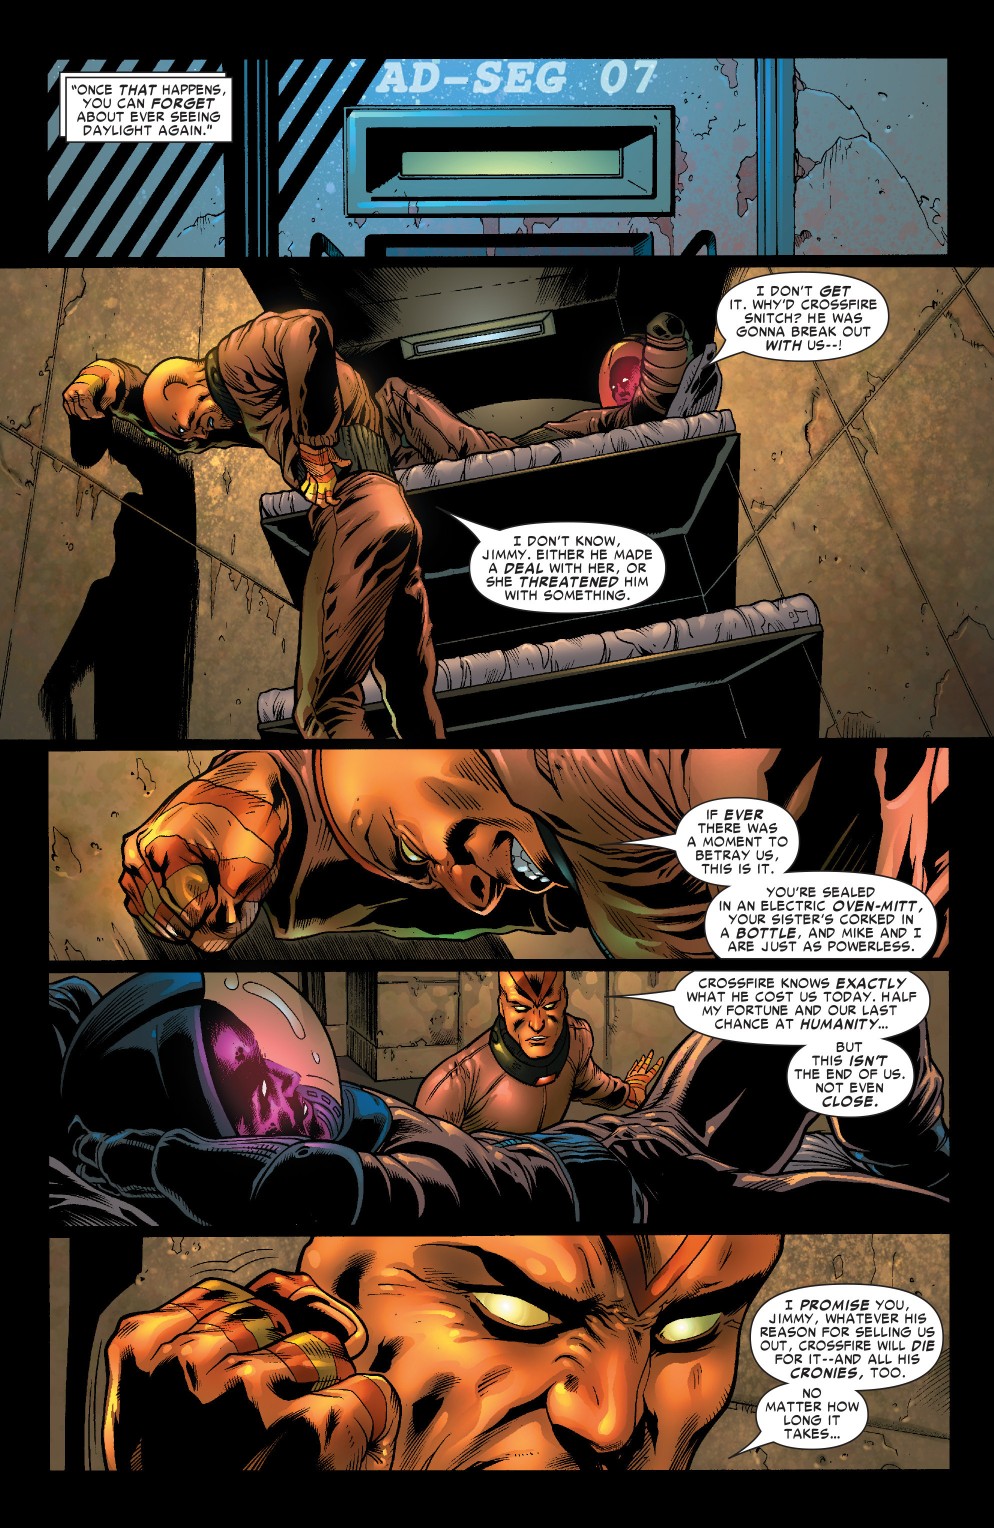 AD-SEG 07
"ONCE THAT HAPPENS,
YOU CAN FORGET
ABOUT EVER SEEING
DAYLIGHT AGAIN."
I DON'T GET
IT. WHY'D CROSSFIRE
SNITCH? HE WAS
GONNA BREAK OUT
WITH US--!
I DON'T KNOW,
JIMMY. EITHER HE MADE
A DEAL WITH HER, OR
SHE THREATENED HIM
WITH SOMETHING.
IF EVER
THERE WAS
A MOMENT TO
BETRAY US,
THIS IS IT.
YOU'RE SEALED
IN AN ELECTRIC OVEN-MITT,
YOUR SISTER'S CORKED IN
A BOTTLE, AND MIKE AND I
ARE JUST AS POWERLESS.
CROSSFIRE KNOWS EXACTLY
WHAT HE COST US TODAY. HALF
MY FORTUNE AND OUR LAST
CHANCE AT HUMANITY...
BUT
THIS ISN'T
THE END OF US.
NOT EVEN
CLOSE.
I PROMISE YOU,
JIMMY, WHATEVER HIS
REASON FOR SELLING US
OUT, CROSSFIRE WILL DIE
FOR IT--AND ALL HIS
CRONIES, TOO.
NO
MATTER HOW
LONG IT
TAKES...